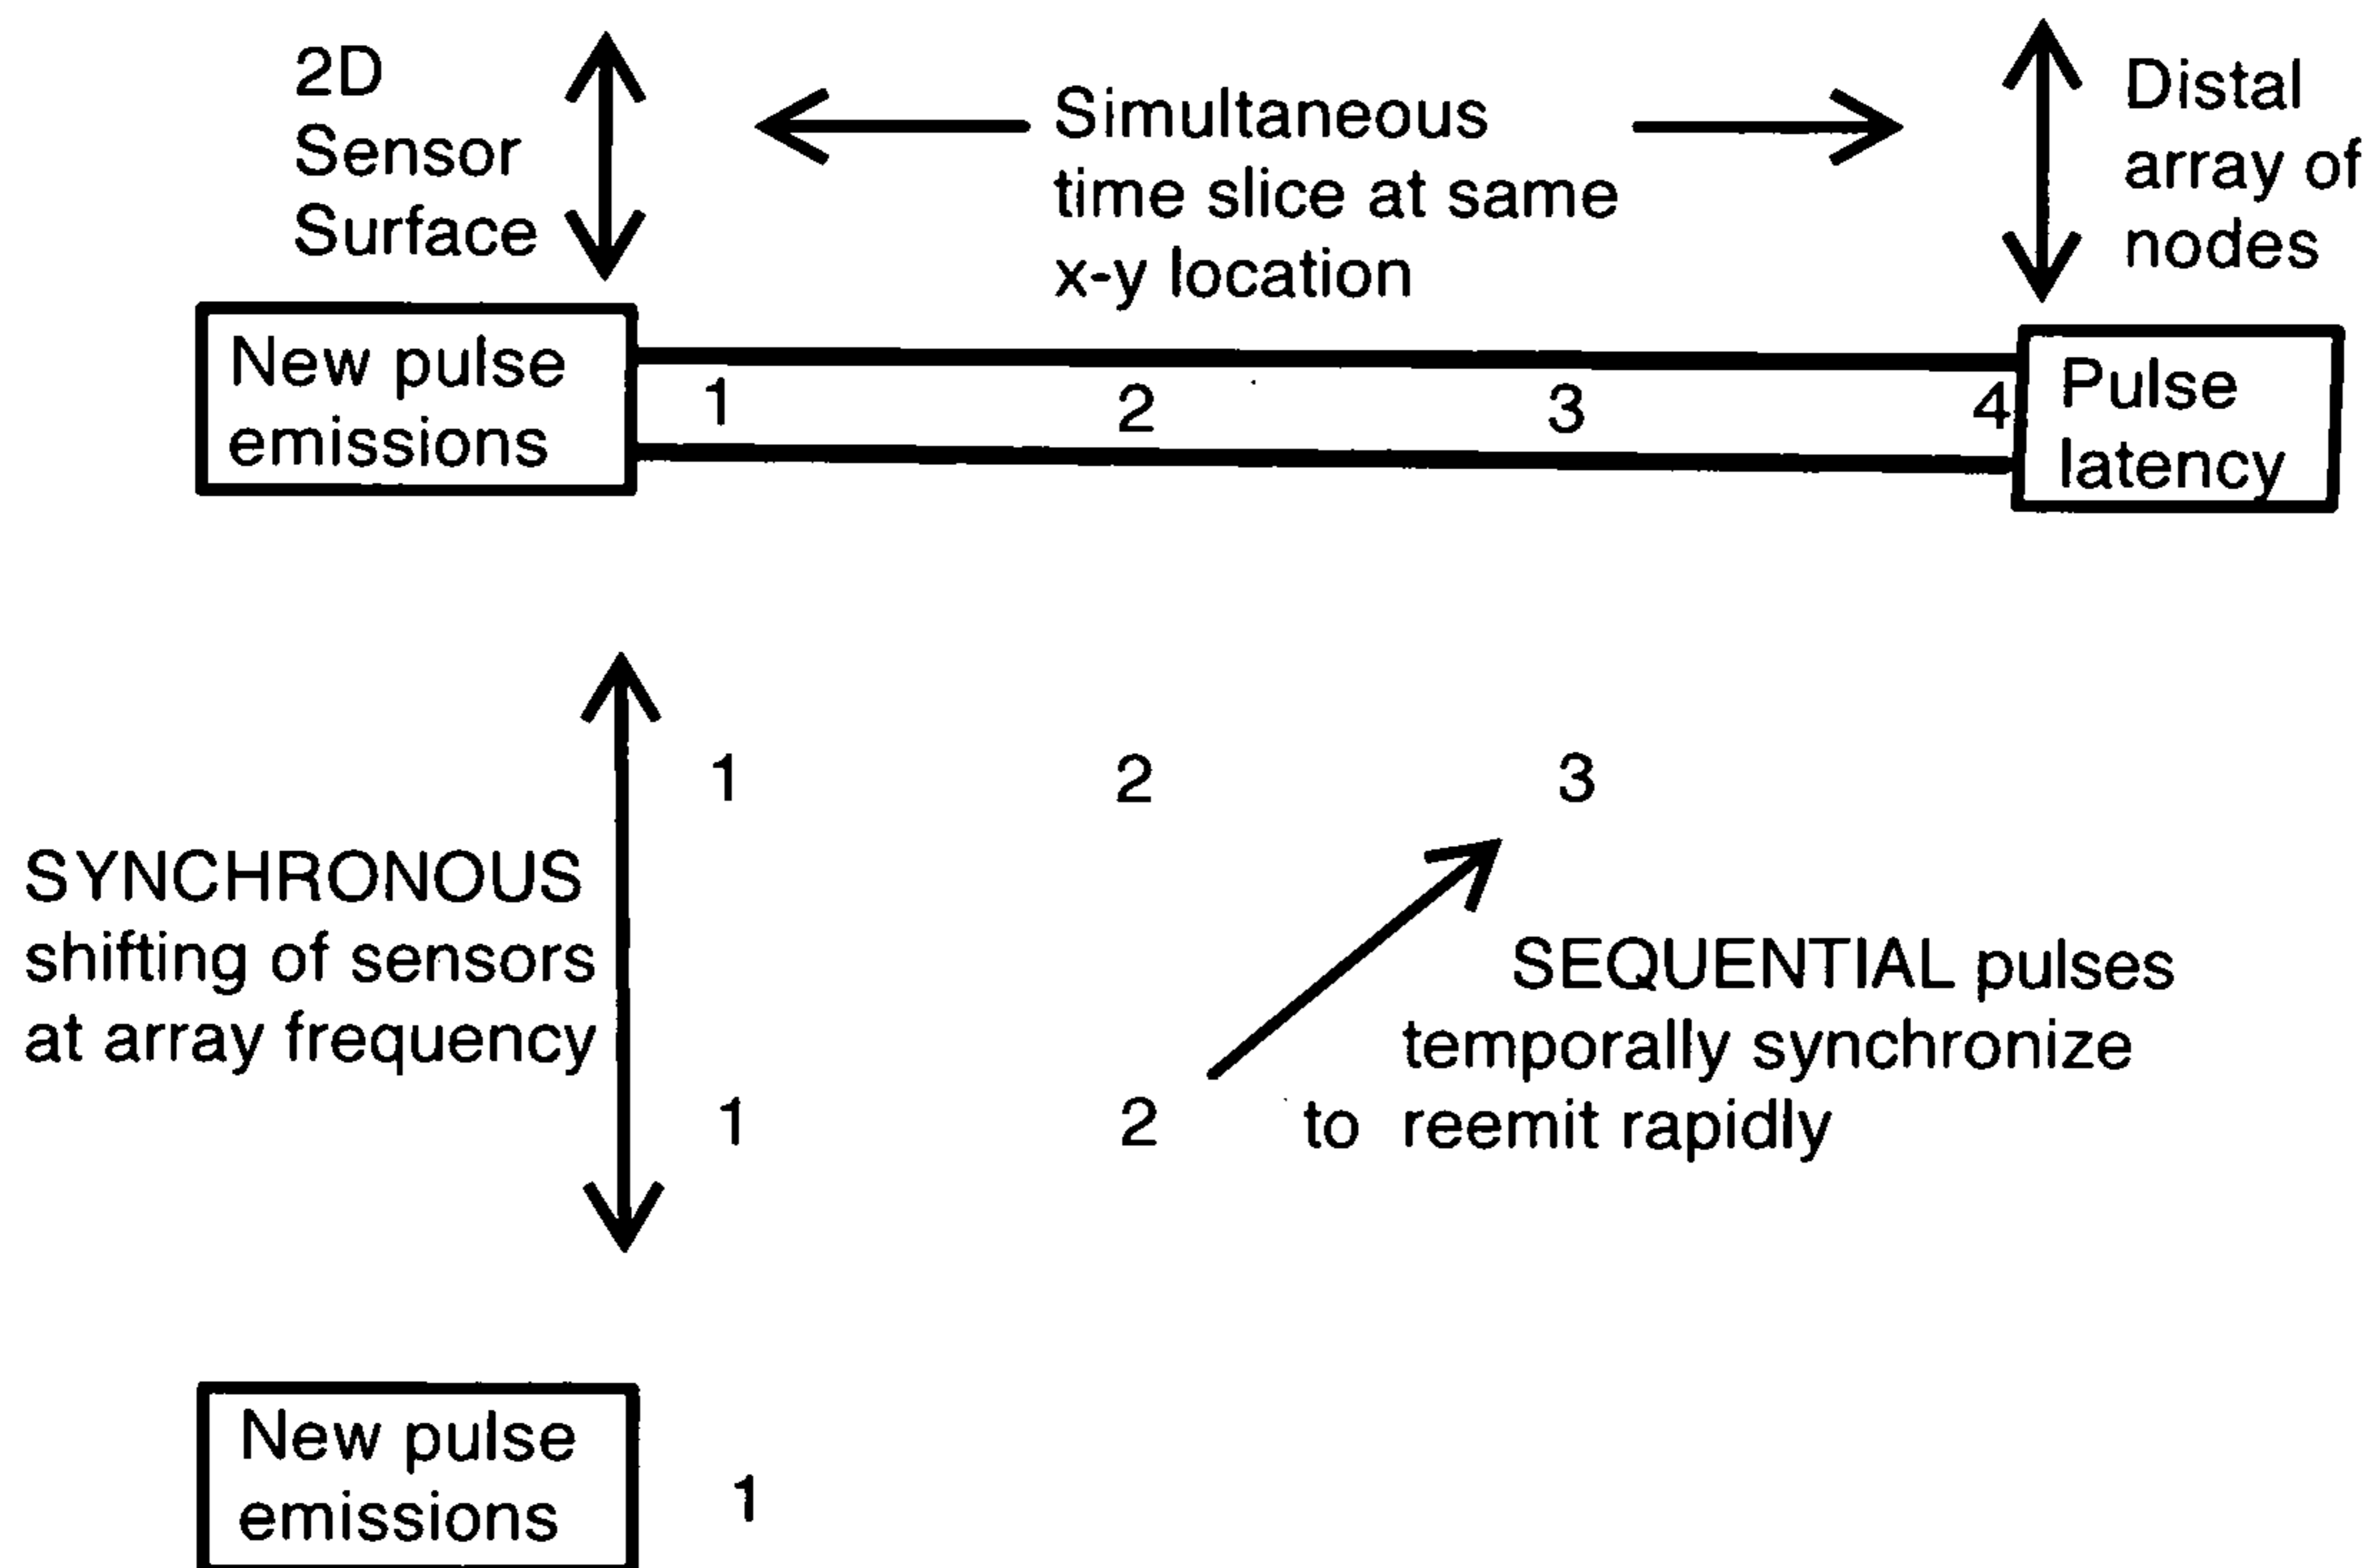 2D
Sensor
Surface
Simultaneous
time slice at same
x-y location
Distal
array of
nodes
New pulse
emissions
1 2 3 4
Pulse
latency
1 2 3
SYNCHRONOUS
shifting of sensors
at array frequency
SEQUENTIAL pulses
temporally synchronize
1 2 to reemit rapidly
New pulse
emissions
1